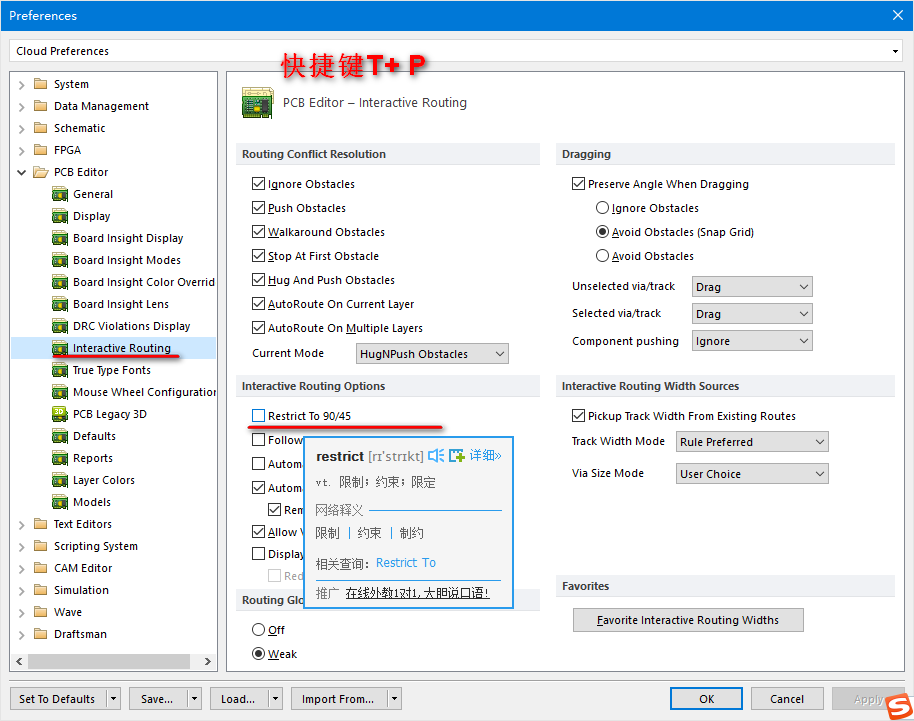 Preferences
Cloud Preferences
快捷键T+ P
System
Data Management
Schematic
FPGA
PCB Editor
General
Display
Board Insight Display
Board Insight Modes
Board Insight Color Overrid
Board Insight Lens
DRC Violations Display
Interactive Routing
True Type Fonts
Mouse Wheel Configuration
PCB Legacy 3D
Defaults
Reports
Layer Colors
Models
Text Editors
Scripting System
CAM Editor
Simulation
Wave
Draftsman
PCB Editor – Interactive Routing
Routing Conflict Resolution
Ignore Obstacles
Push Obstacles
Walkaround Obstacles
Stop At First Obstacle
Hug And Push Obstacles
AutoRoute On Current Layer
AutoRoute On Multiple Layers
Current Mode HugNPush Obstacles
Interactive Routing Options
Restrict To 90/45
Follow
Autom
Autom
Rem
Allow V
Display
Red
restrict [rɪ'strɪkt] 详细»
vt. 限制；约束；限定
网络释义
限制 | 约束 | 制约
相关查询： Restrict To
推广 在线外教1对1,大胆说口语!
Routing Glo
Off
Weak
Dragging
Preserve Angle When Dragging
Ignore Obstacles
Avoid Obstacles (Snap Grid)
Avoid Obstacles
Unselected via/track Drag
Selected via/track Drag
Component pushing Ignore
Interactive Routing Width Sources
Pickup Track Width From Existing Routes
Track Width Mode Rule Preferred
Via Size Mode User Choice
Favorites
Favorite Interactive Routing Widths
Set To Defaults Save... Load... Import From... OK Cancel Apply